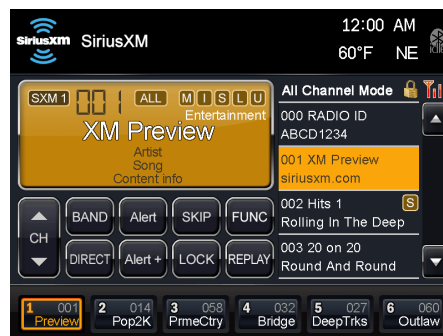 siriusxm SiriusXM
12:00 AM
60°F NE
SXM 1 001 ALL M I S L U
Entertainment
XM Preview
Artist
Song
Content info
All Channel Mode
000 RADIO ID
ABCD1234
001 XM Preview
siriusxm.com
002 Hits 1 S
Rolling In The Deep
003 20 on 20
Round And Round
CH
BAND Alert SKIP FUNC
DIRECT Alert + LOCK REPLAY
1 001
Preview
2 014
Pop2K
3 058
PrmeCtry
4 032
Bridge
5 027
DeepTrks
6 060
Outlaw